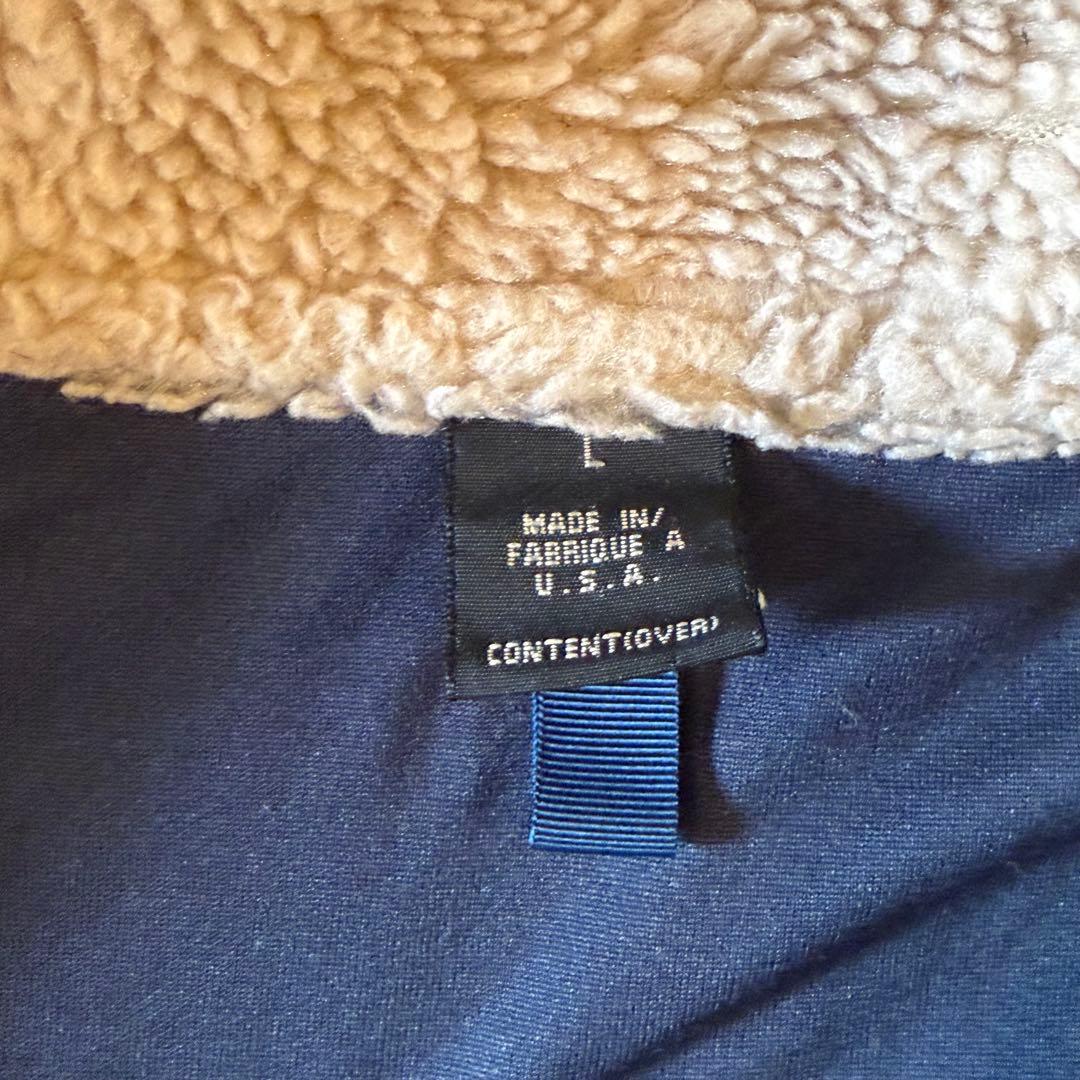 L
MADE IN/
FABRIQUE A
U.S.A.
CONTENT(OVER)